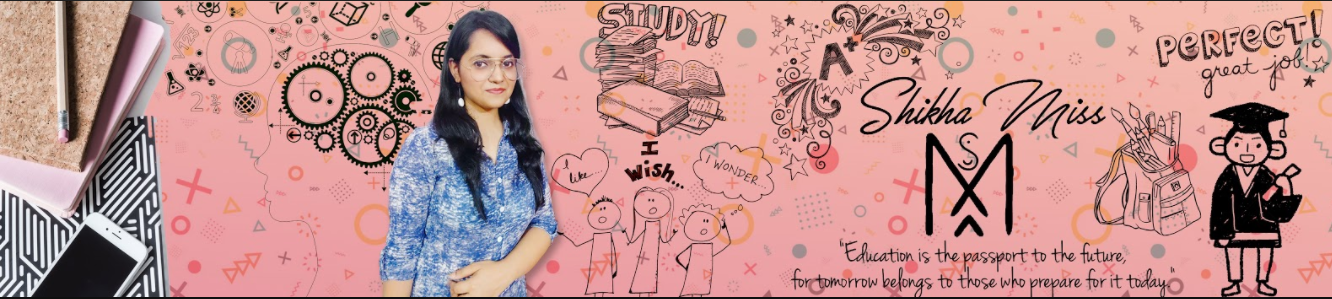 STUDY!
A+
PERFECT!
great job!
Shikha Miss
S
M
I
Wish...
I like...
I WONDER...
"Education is the passport to the future,
for tomorrow belongs to those who prepare for it today."